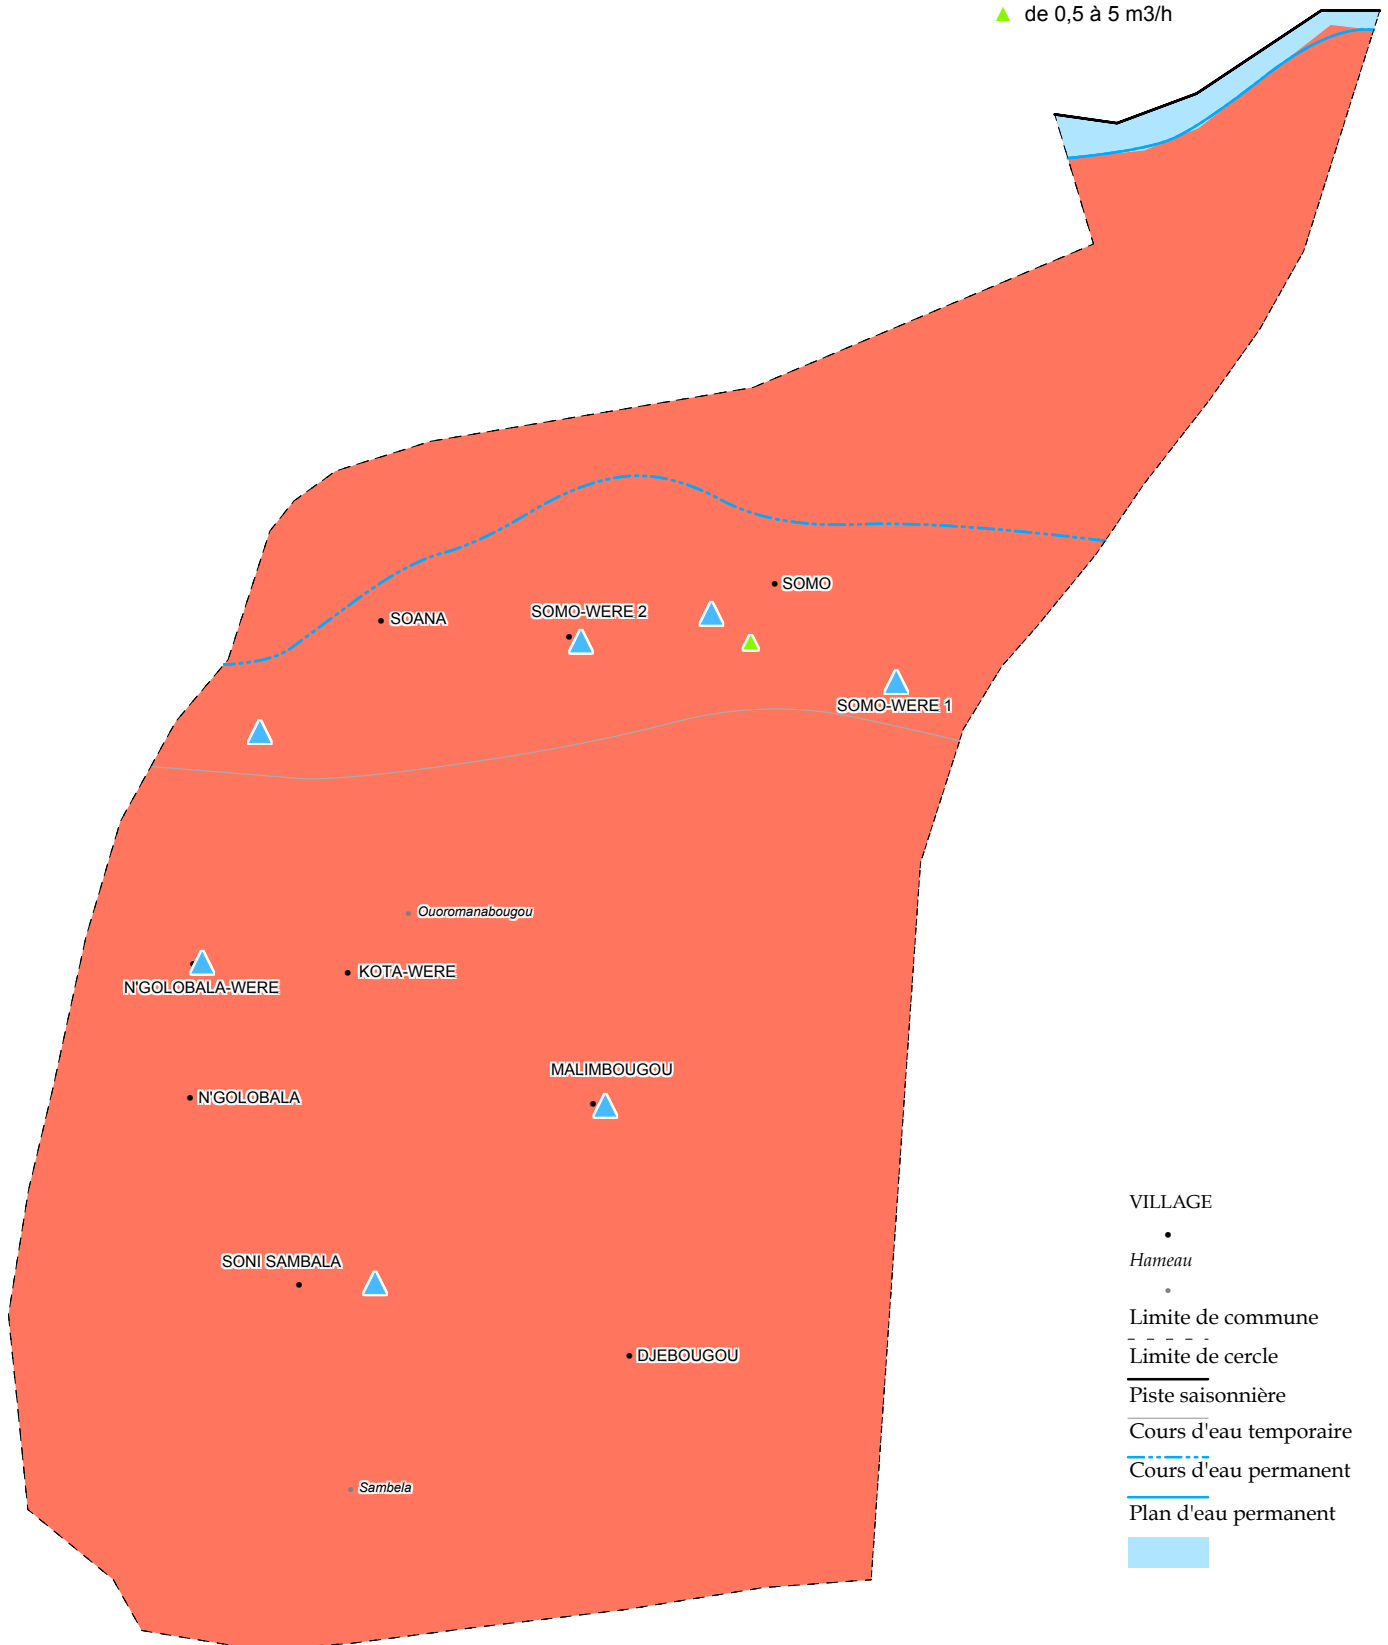 de 0,5 à 5 m3/h
SOMO
SOANA
SOMO-WERE 2
SOMO-WERE 1
Ouoromanabougou
KOTA-WERE
N'GOLOBALA-WERE
MALIMBOUGOU
N'GOLOBALA
SONI SAMBALA
DJEBOUGOU
Sambela
VILLAGE
Hameau
Limite de commune
Limite de cercle
Piste saisonnière
Cours d'eau temporaire
Cours d'eau permanent
Plan d'eau permanent